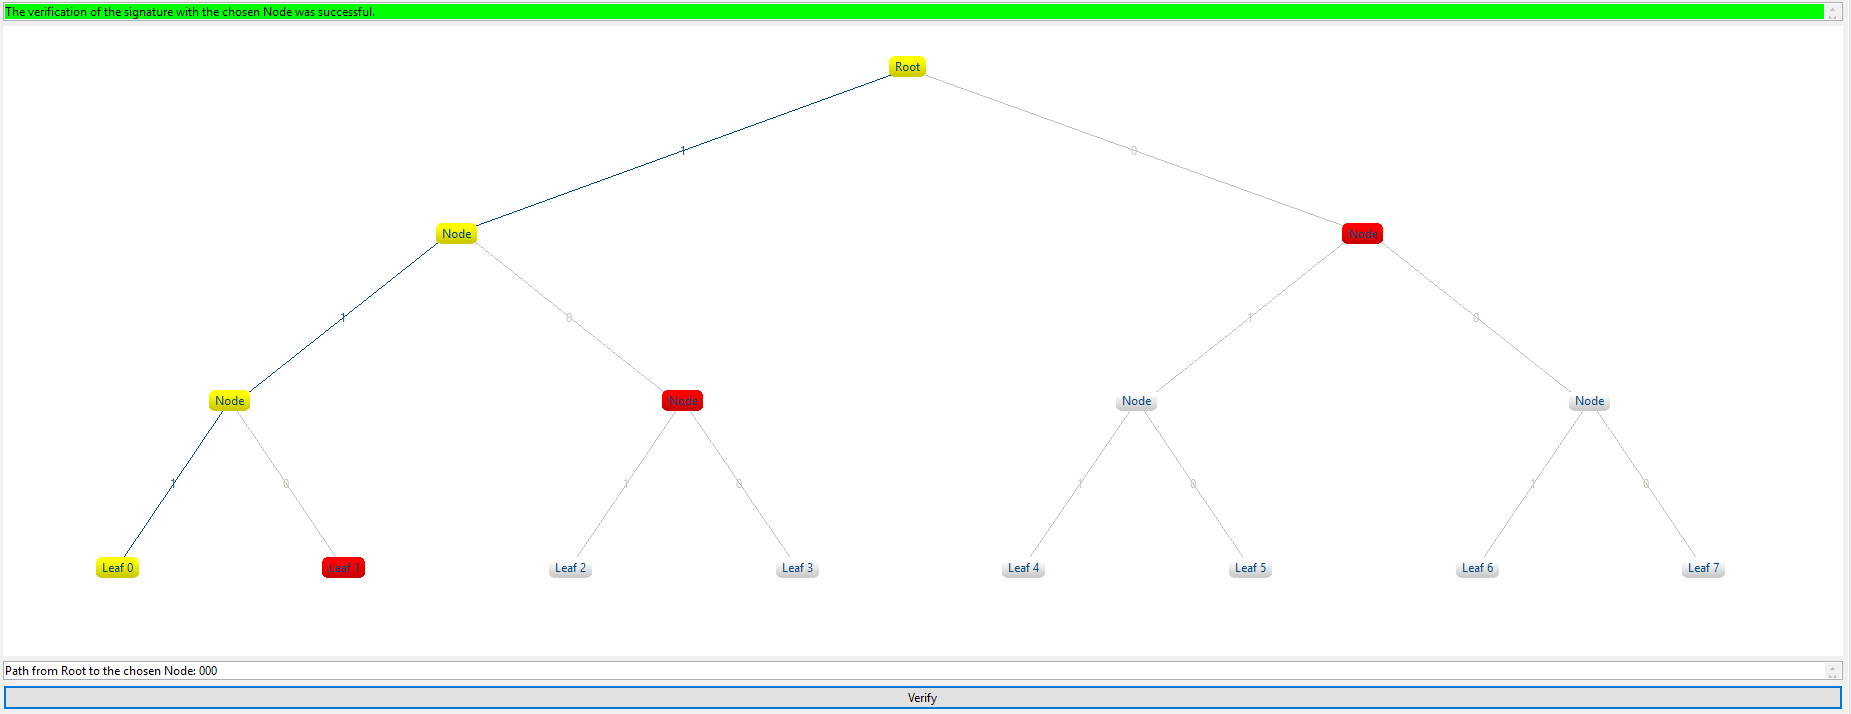 The verification of the signature with the chosen Node was successful.
Root
1 0
Node Node
1 0 1 0
Node Node Node Node
1 0 1 0 1 0 1 0
Leaf 0 Leaf 1 Leaf 2 Leaf 3 Leaf 4 Leaf 5 Leaf 6 Leaf 7
Path from Root to the chosen Node: 000
Verify